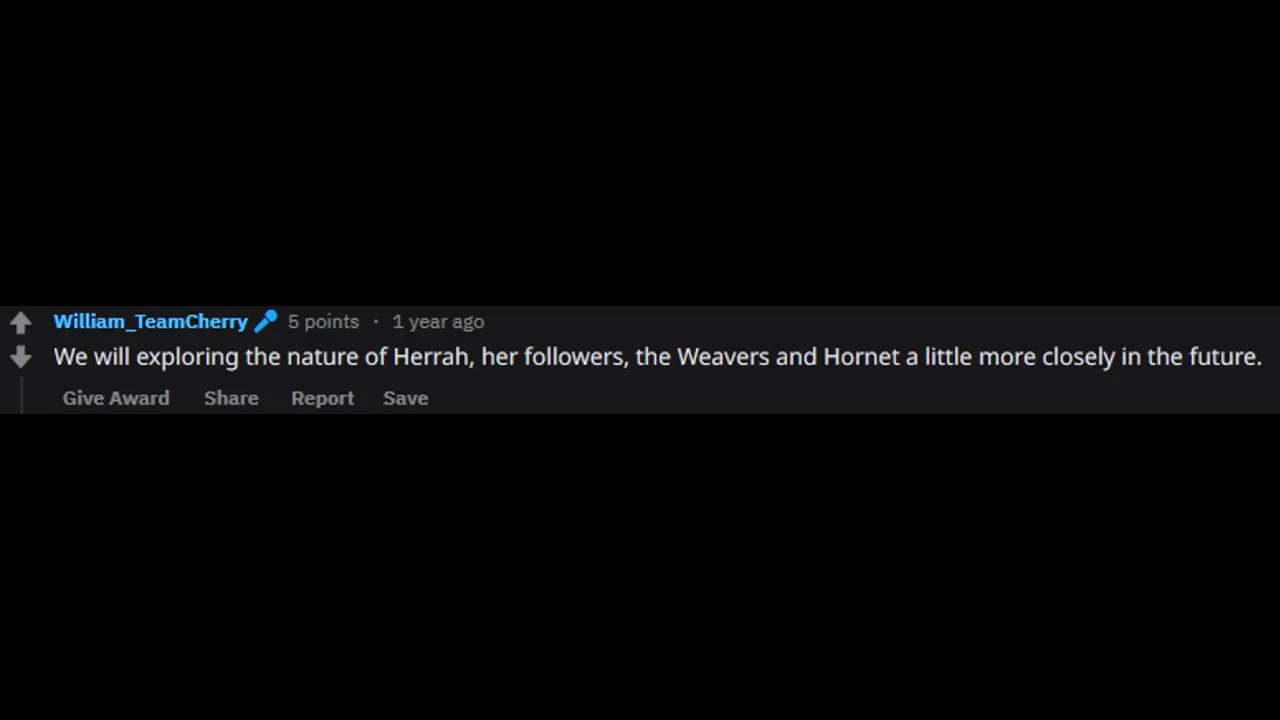 William_TeamCherry 5 points · 1 year ago
We will exploring the nature of Herrah, her followers, the Weavers and Hornet a little more closely in the future.
Give Award Share Report Save